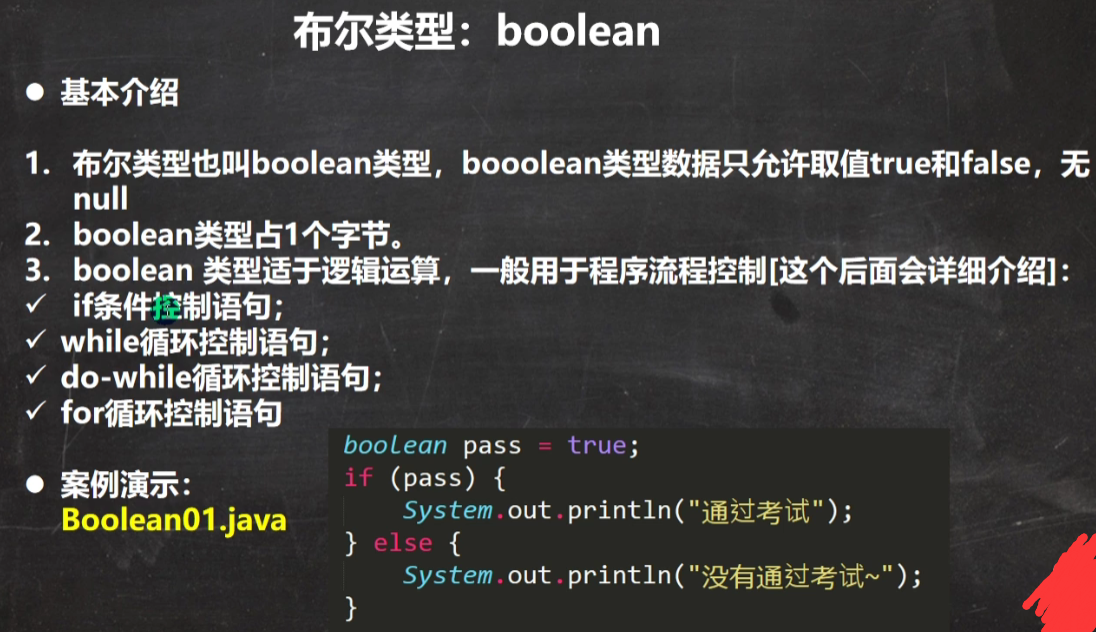 布尔类型：boolean
● 基本介绍
1. 布尔类型也叫boolean类型，booolean类型数据只允许取值true和false，无
null
2. boolean类型占1个字节。
3. boolean 类型适于逻辑运算，一般用于程序流程控制[这个后面会详细介绍]：
✓ if条件控制语句；
✓ while循环控制语句；
✓ do-while循环控制语句；
✓ for循环控制语句
● 案例演示：
Boolean01.java
boolean pass = true;
if (pass) {
System.out.println("通过考试");
} else {
System.out.println("没有通过考试~");
}